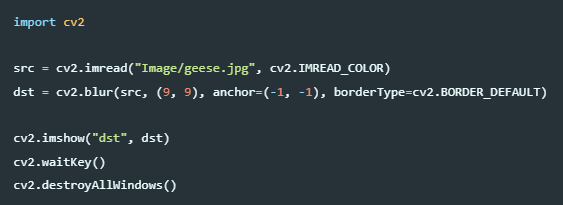 import cv2
src = cv2.imread("Image/geese.jpg", cv2.IMREAD_COLOR)
dst = cv2.blur(src, (9, 9), anchor=(-1, -1), borderType=cv2.BORDER_DEFAULT)
cv2.imshow("dst", dst)
cv2.waitKey()
cv2.destroyAllWindows()